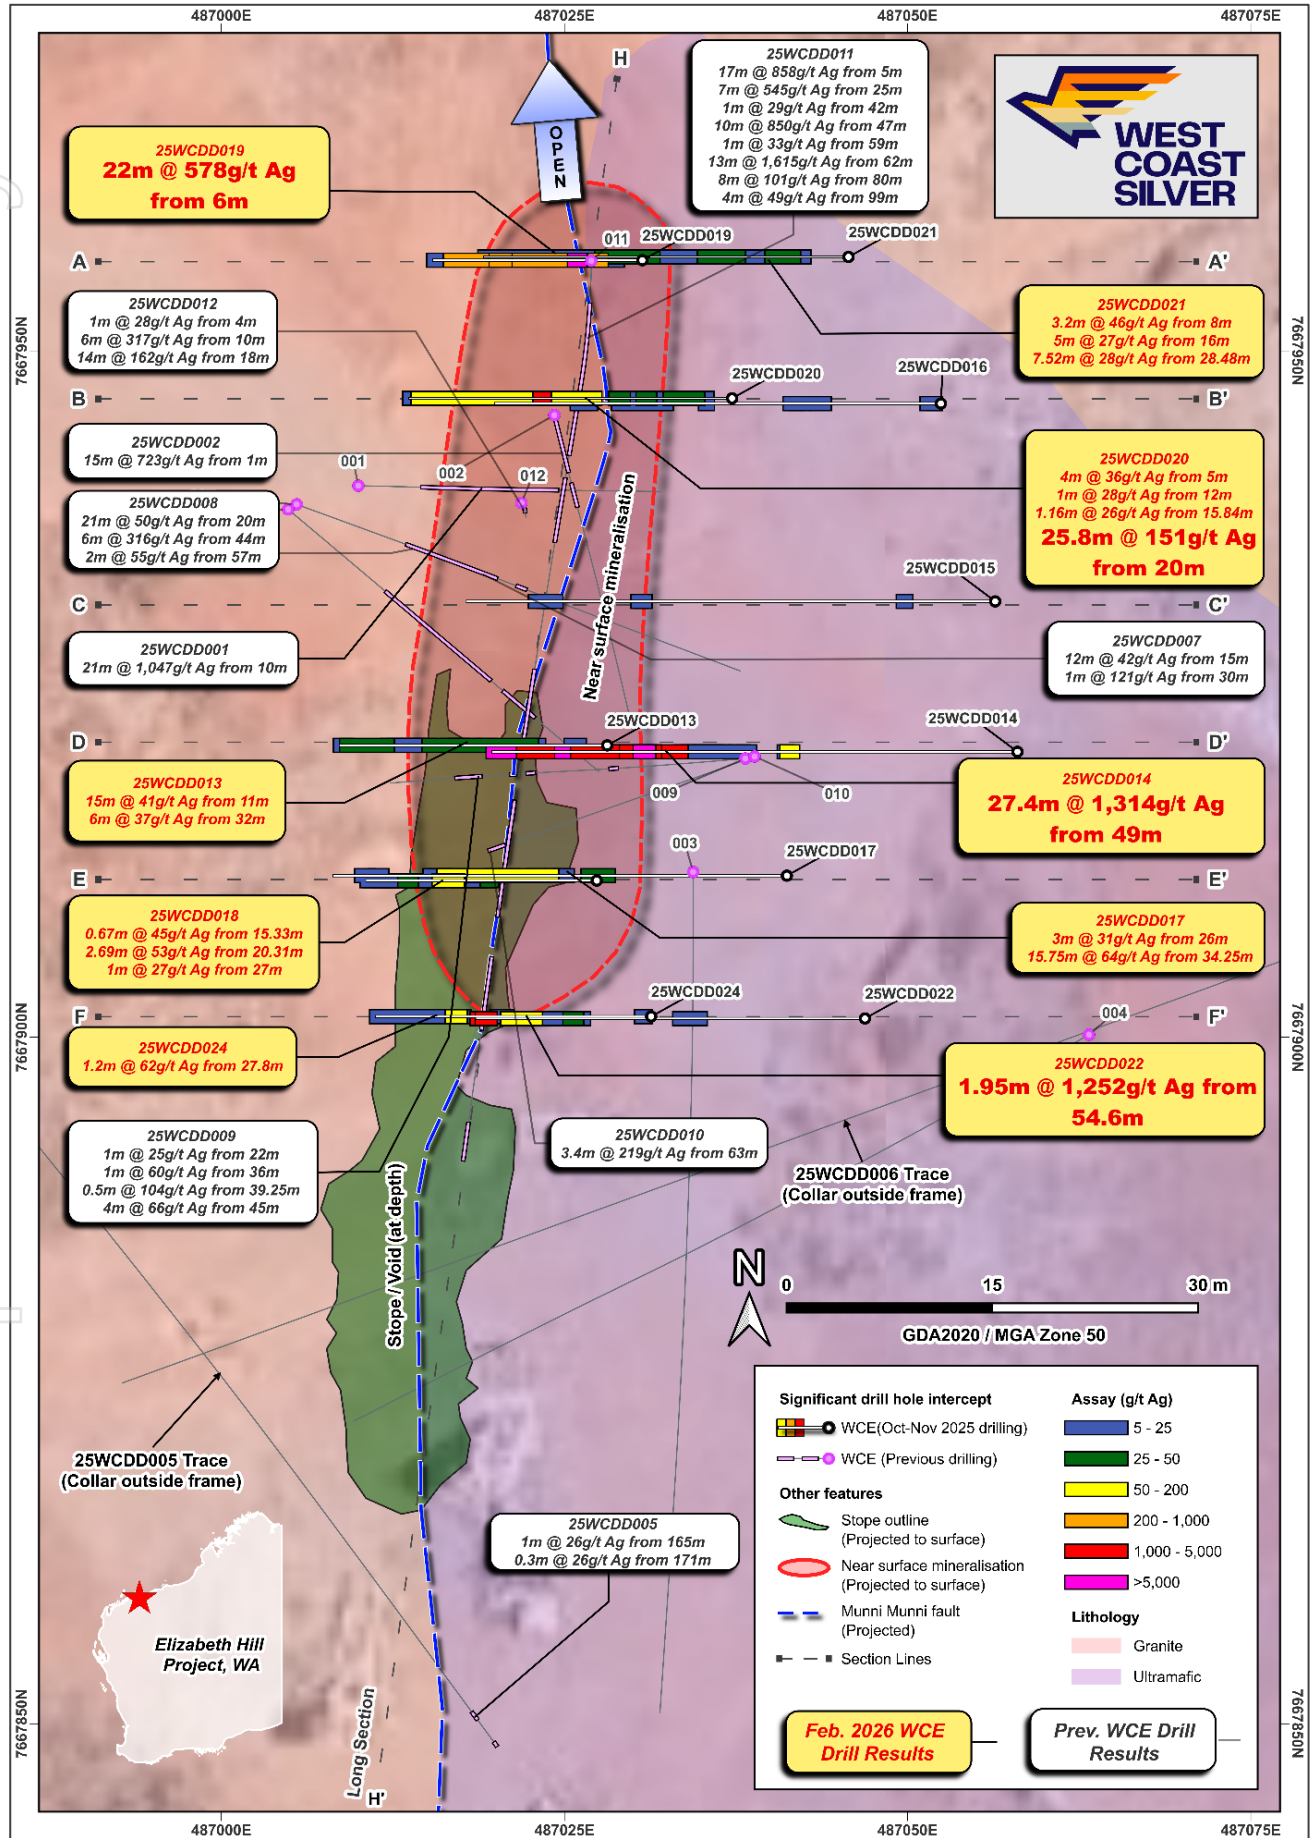 487000E
487025E
487050E
487075E
H
25WCDD011
17m @ 858g/t Ag from 5m
7m @ 545g/t Ag from 25m
1m @ 29g/t Ag from 42m
10m @ 850g/t Ag from 47m
1m @ 33g/t Ag from 59m
13m @ 1,615g/t Ag from 62m
8m @ 101g/t Ag from 80m
4m @ 49g/t Ag from 99m
WEST
COAST
SILVER
OPEN
25WCDD019
22m @ 578g/t Ag
from 6m
011
25WCDD019
25WCDD021
A
A'
25WCDD012
1m @ 28g/t Ag from 4m
6m @ 317g/t Ag from 10m
14m @ 162g/t Ag from 18m
25WCDD021
3.2m @ 46g/t Ag from 8m
5m @ 27g/t Ag from 16m
7.52m @ 28g/t Ag from 28.48m
7667950N
7667950N
25WCDD020
25WCDD016
B
B'
25WCDD002
15m @ 723g/t Ag from 1m
001
002
012
25WCDD020
4m @ 36g/t Ag from 5m
1m @ 28g/t Ag from 12m
1.16m @ 26g/t Ag from 15.84m
25.8m @ 151g/t Ag
from 20m
25WCDD008
21m @ 50g/t Ag from 20m
6m @ 316g/t Ag from 44m
2m @ 55g/t Ag from 57m
Near surface mineralisation
25WCDD015
C
C'
25WCDD001
21m @ 1,047g/t Ag from 10m
25WCDD007
12m @ 42g/t Ag from 15m
1m @ 121g/t Ag from 30m
25WCDD013
25WCDD014
D
D'
25WCDD013
15m @ 41g/t Ag from 11m
6m @ 37g/t Ag from 32m
009
010
25WCDD014
27.4m @ 1,314g/t Ag
from 49m
003
25WCDD017
E
E'
25WCDD018
0.67m @ 45g/t Ag from 15.33m
2.69m @ 53g/t Ag from 20.31m
1m @ 27g/t Ag from 27m
25WCDD017
3m @ 31g/t Ag from 26m
15.75m @ 64g/t Ag from 34.25m
25WCDD024
25WCDD022
F
F'
004
7667900N
7667900N
25WCDD024
1.2m @ 62g/t Ag from 27.8m
25WCDD022
1.95m @ 1,252g/t Ag from
54.6m
25WCDD009
1m @ 25g/t Ag from 22m
1m @ 60g/t Ag from 36m
0.5m @ 104g/t Ag from 39.25m
4m @ 66g/t Ag from 45m
25WCDD010
3.4m @ 219g/t Ag from 63m
25WCDD006 Trace
(Collar outside frame)
Stope / Void (at depth)
N
0
15
30 m
GDA2020 / MGA Zone 50
25WCDD005 Trace
(Collar outside frame)
25WCDD005
1m @ 26g/t Ag from 165m
0.3m @ 26g/t Ag from 171m
Elizabeth Hill
Project, WA
Long Section
H'
Significant drill hole intercept
WCE(Oct-Nov 2025 drilling)
WCE (Previous drilling)
Other features
Stope outline
(Projected to surface)
Near surface mineralisation
(Projected to surface)
Munni Munni fault
(Projected)
Section Lines
Assay (g/t Ag)
5 - 25
25 - 50
50 - 200
200 - 1,000
1,000 - 5,000
>5,000
Lithology
Granite
Ultramafic
Feb. 2026 WCE
Drill Results
Prev. WCE Drill
Results
7667850N
7667850N
487000E
487025E
487050E
487075E